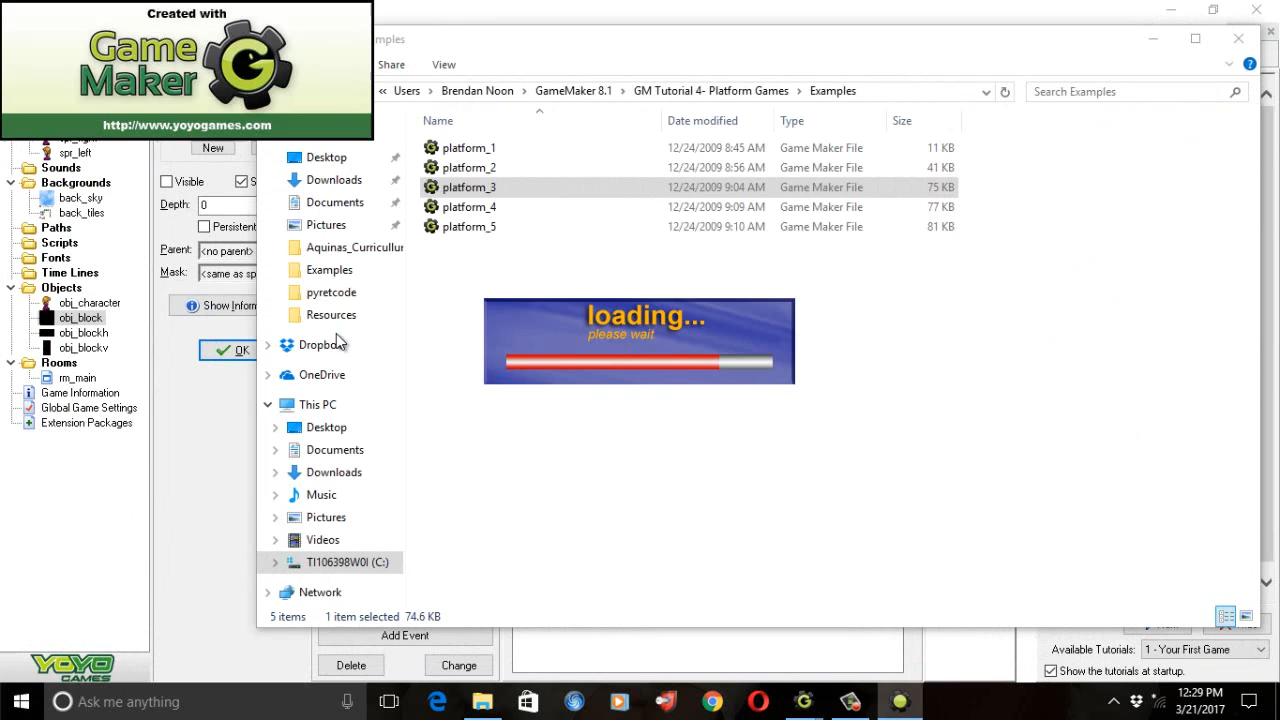 Created with
Game
Maker
http://www.yoyogames.com
Examples
Share
View
« Users > Brendan Noon > GameMaker 8.1 > GM Tutorial 4- Platform Games > Examples
Search Examples
Name
Date modified
Type
Size
platform_1 12/24/2009 8:45 AM Game Maker File 11 KB
platform_2 12/24/2009 8:56 AM Game Maker File 41 KB
platform_3 12/24/2009 9:04 AM Game Maker File 75 KB
platform_4 12/24/2009 9:09 AM Game Maker File 77 KB
platform_5 12/24/2009 9:10 AM Game Maker File 81 KB
Desktop
Downloads
Documents
Pictures
Aquinas_Curricullur
Examples
pyretcode
Resources
Dropbox
OneDrive
This PC
Desktop
Documents
Downloads
Music
Pictures
Videos
TI106398W0I (C:)
Network
5 items
1 item selected 74.6 KB
loading...
please wait
spr_left
Sounds
Backgrounds
back_sky
back_tiles
Paths
Scripts
Fonts
Time Lines
Objects
obj_character
obj_block
obj_blockh
obj_blockv
Rooms
rm_main
Game Information
Global Game Settings
Extension Packages
YOYO
GAMES
New
Visible
S
Depth:
0
Persistent
Parent:
<no parent>
Mask:
<same as sp
Show Inform
OK
Add Event
Delete
Change
Available Tutorials:
1 - Your First Game
Show the tutorials at startup.
Ask me anything
12:29 PM
3/21/2017